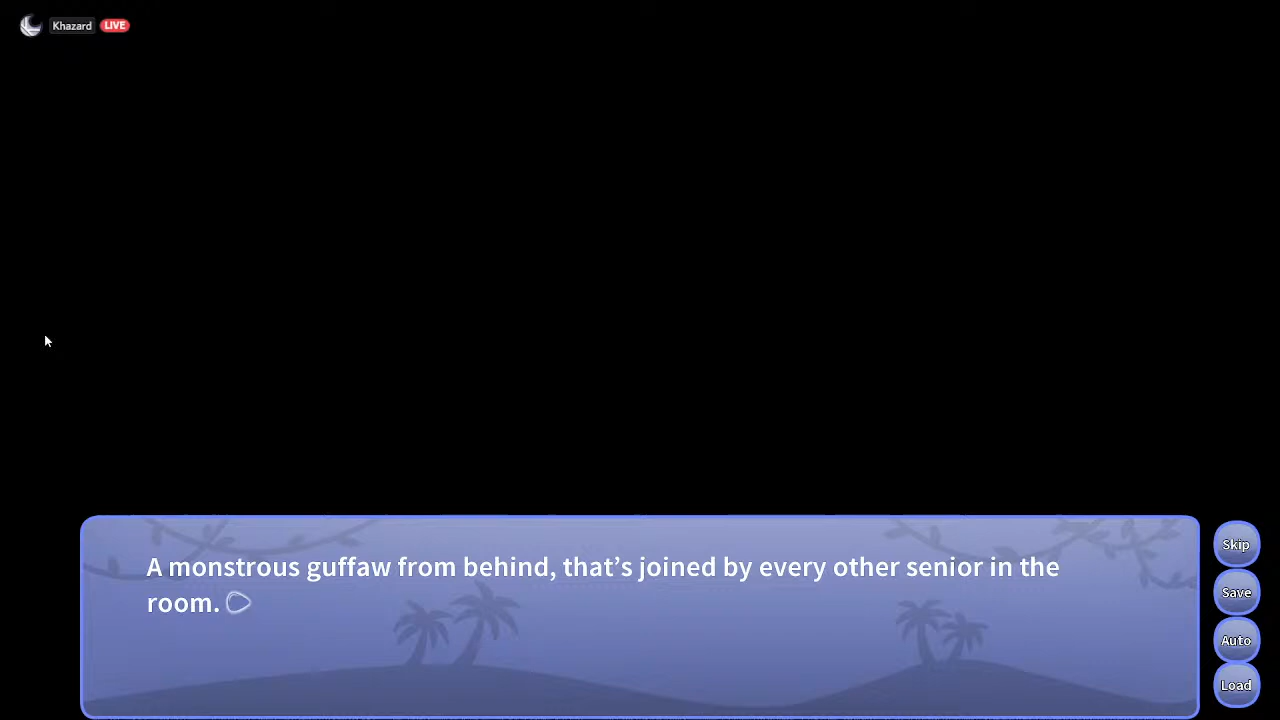 Khazard LIVE
A monstrous guffaw from behind, that’s joined by every other senior in the
room.
Skip
Save
Auto
Load